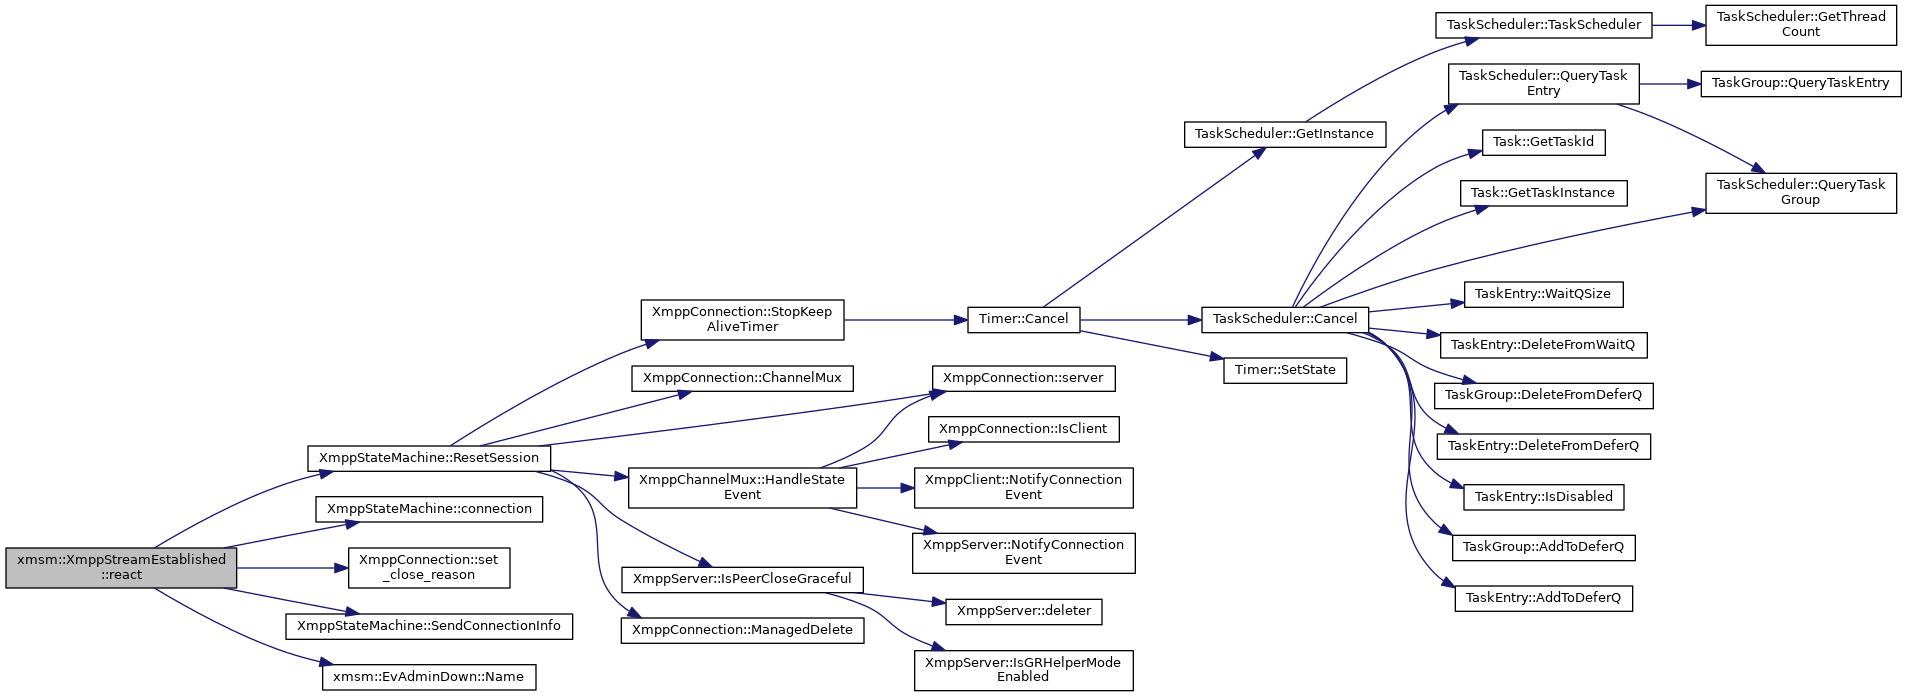 xmsm::XmppStreamEstablished
::react
XmppStateMachine::ResetSession
XmppStateMachine::connection
XmppConnection::set
_close_reason
XmppStateMachine::SendConnectionInfo
xmsm::EvAdminDown::Name
XmppConnection::StopKeep
AliveTimer
XmppConnection::ChannelMux
XmppChannelMux::HandleState
Event
XmppServer::IsPeerCloseGraceful
XmppConnection::ManagedDelete
Timer::Cancel
XmppConnection::server
XmppConnection::IsClient
XmppClient::NotifyConnection
Event
XmppServer::NotifyConnection
Event
XmppServer::deleter
XmppServer::IsGRHelperMode
Enabled
TaskScheduler::GetInstance
TaskScheduler::Cancel
Timer::SetState
TaskScheduler::TaskScheduler
TaskScheduler::QueryTask
Entry
Task::GetTaskId
Task::GetTaskInstance
TaskEntry::WaitQSize
TaskEntry::DeleteFromWaitQ
TaskGroup::DeleteFromDeferQ
TaskEntry::DeleteFromDeferQ
TaskEntry::IsDisabled
TaskGroup::AddToDeferQ
TaskEntry::AddToDeferQ
TaskScheduler::GetThread
Count
TaskGroup::QueryTaskEntry
TaskScheduler::QueryTask
Group